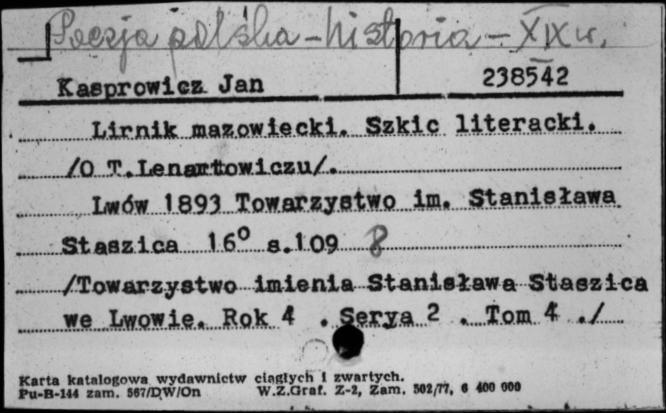 Poezja polska - historia - XIX w.
Kasprowicz Jan 238542
Lirnik mazowiecki. Szkic literacki.
/O T.Lenartowiczu/.
Lwów 1893 Towarzystwo im. Stanisława
Staszica 16° s.109 8
/Towarzystwo imienia Stanisława Staszica
we Lwowie. Rok 4 . Serya 2 . Tom 4 ./
Karta katalogowa wydawnictw ciągłych i zwartych.
Pu-B-144 zam. 567/DW/On W.Z.Graf. Z-2, Zam. 502/77, 6 400 000